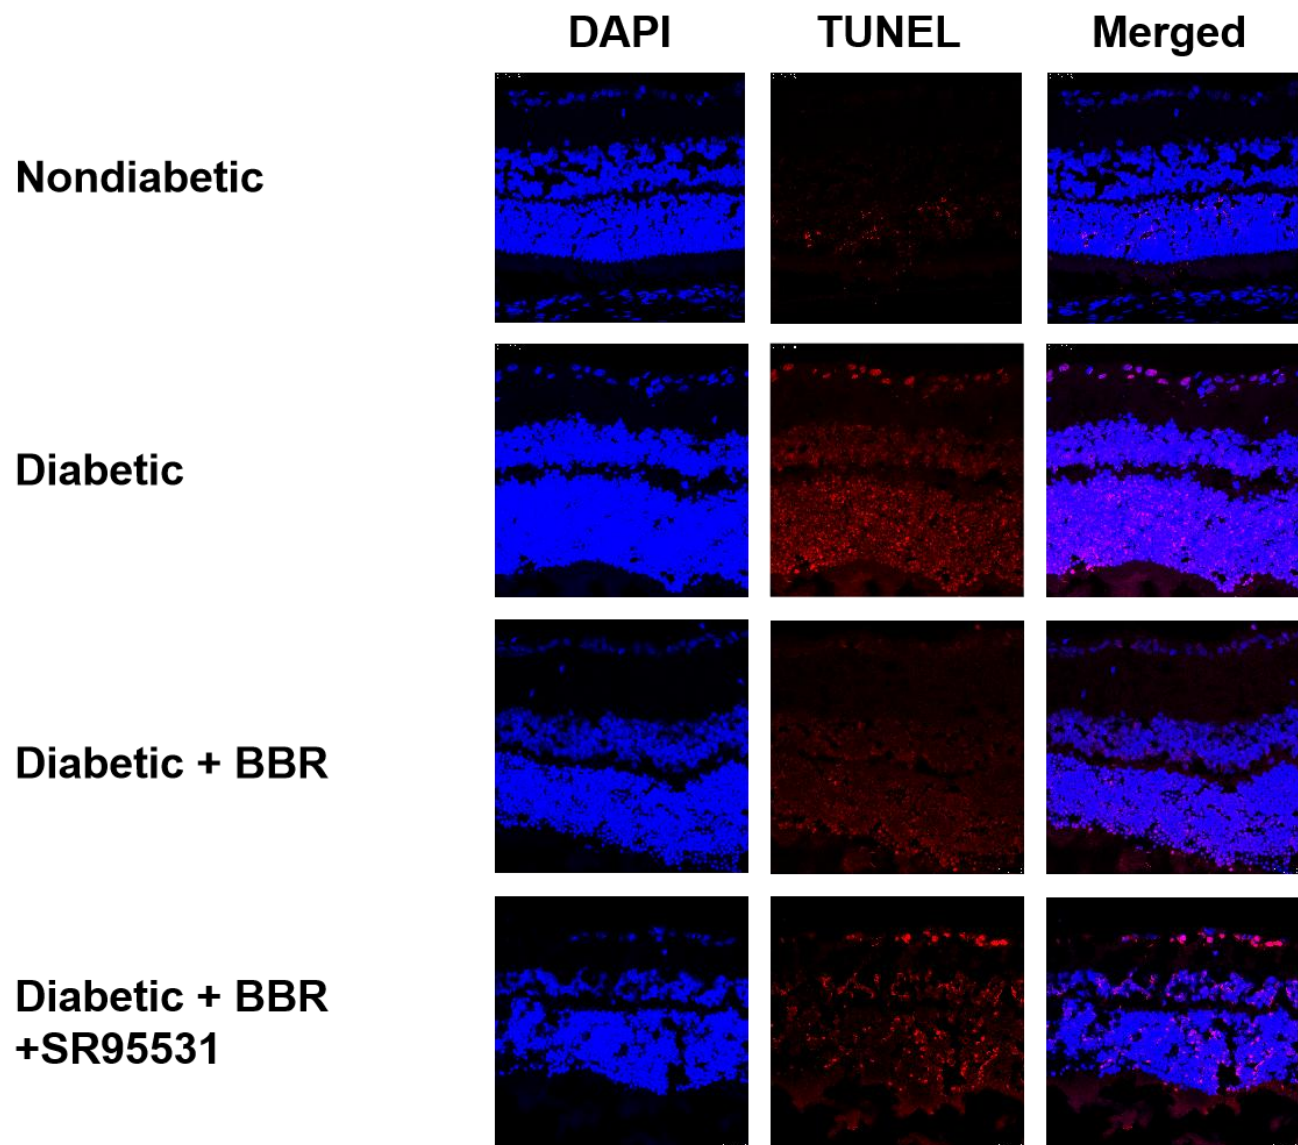 DAPI TUNEL Merged
Nondiabetic
Diabetic
Diabetic + BBR
Diabetic + BBR
+SR95531